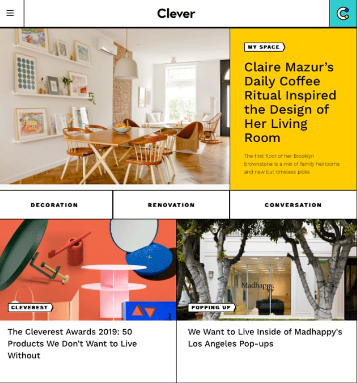 Clever
MY SPACE
Claire Mazur's
Daily Coffee
Ritual Inspired
the Design of
Her Living
Room
The first floor of her Brooklyn
Brownstone is a mix of family heirlooms
and new but timeless picks
DECORATION
RENOVATION
CONVERSATION
CLEVEREST
POPPING UP
Madhappy
The Cleverest Awards 2019: 50
Products We Don't Want to Live
Without
We Want to Live Inside of Madhappy's
Los Angeles Pop-ups